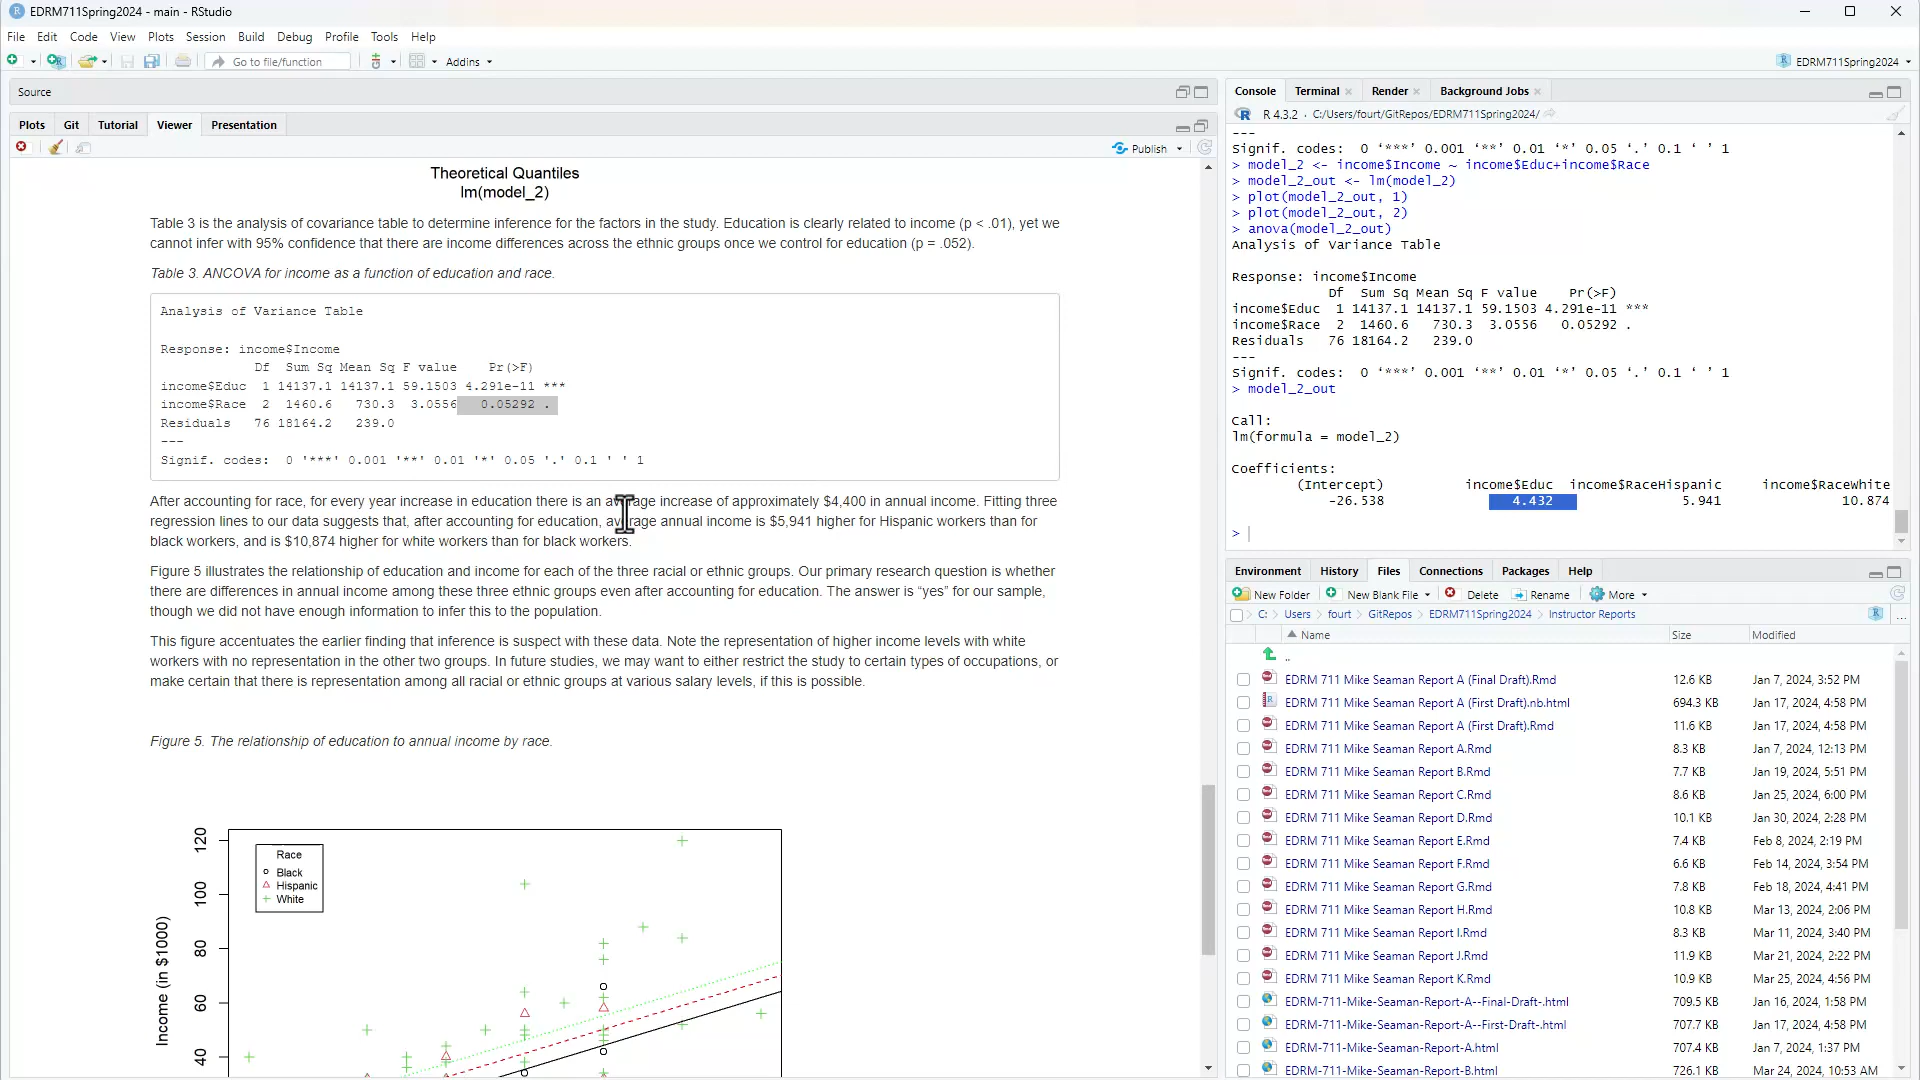 EDRM711Spring2024 - main - RStudio
File Edit Code View Plots Session Build Debug Profile Tools Help
Go to file/function Addins EDRM711Spring2024
Source
Plots Git Tutorial Viewer Presentation
Publish
Theoretical Quantiles
lm(model_2)
Table 3 is the analysis of covariance table to determine inference for the factors in the study. Education is clearly related to income (p < .01), yet we
cannot infer with 95% confidence that there are income differences across the ethnic groups once we control for education (p = .052).
Table 3. ANCOVA for income as a function of education and race.
Analysis of Variance Table
Response: income$Income
Df Sum Sq Mean Sq F value Pr(>F)
income$Educ 1 14137.1 14137.1 59.1503 4.291e-11 ***
income$Race 2 1460.6 730.3 3.0556 0.05292 .
Residuals 76 18164.2 239.0
---
Signif. codes: 0 '***' 0.001 '**' 0.01 '*' 0.05 '.' 0.1 ' ' 1
After accounting for race, for every year increase in education there is an average increase of approximately $4,400 in annual income. Fitting three
regression lines to our data suggests that, after accounting for education, average annual income is $5,941 higher for Hispanic workers than for
black workers, and is $10,874 higher for white workers than for black workers.
Figure 5 illustrates the relationship of education and income for each of the three racial or ethnic groups. Our primary research question is whether
there are differences in annual income among these three ethnic groups even after accounting for education. The answer is “yes” for our sample,
though we did not have enough information to infer this to the population.
This figure accentuates the earlier finding that inference is suspect with these data. Note the representation of higher income levels with white
workers with no representation in the other two groups. In future studies, we may want to either restrict the study to certain types of occupations, or
make certain that there is representation among all racial or ethnic groups at various salary levels, if this is possible.
Figure 5. The relationship of education to annual income by race.
Income (in $1000)
120
100
80
60
40
Race
Black
Hispanic
White
Console Terminal Render Background Jobs
R 4.3.2 · C:/Users/fourt/GitRepos/EDRM711Spring2024/
---
Signif. codes: 0 ‘***’ 0.001 ‘**’ 0.01 ‘*’ 0.05 ‘.’ 0.1 ‘ ’ 1
> model_2 <- income$Income ~ income$Educ+income$Race
> model_2_out <- lm(model_2)
> plot(model_2_out, 1)
> plot(model_2_out, 2)
> anova(model_2_out)
Analysis of Variance Table
Response: income$Income
Df Sum Sq Mean Sq F value Pr(>F)
income$Educ 1 14137.1 14137.1 59.1503 4.291e-11 ***
income$Race 2 1460.6 730.3 3.0556 0.05292 .
Residuals 76 18164.2 239.0
---
Signif. codes: 0 ‘***’ 0.001 ‘**’ 0.01 ‘*’ 0.05 ‘.’ 0.1 ‘ ’ 1
> model_2_out
Call:
lm(formula = model_2)
Coefficients:
(Intercept) income$Educ income$RaceHispanic income$RaceWhite
-26.538 4.432 5.941 10.874
>
Environment History Files Connections Packages Help
New Folder New Blank File Delete Rename More
C: Users fourt GitRepos EDRM711Spring2024 Instructor Reports ...
Name Size Modified
..
EDRM 711 Mike Seaman Report A (Final Draft).Rmd 12.6 KB Jan 7, 2024, 3:52 PM
EDRM 711 Mike Seaman Report A (First Draft).nb.html 694.3 KB Jan 17, 2024, 4:58 PM
EDRM 711 Mike Seaman Report A (First Draft).Rmd 11.6 KB Jan 17, 2024, 4:58 PM
EDRM 711 Mike Seaman Report A.Rmd 8.3 KB Jan 7, 2024, 12:13 PM
EDRM 711 Mike Seaman Report B.Rmd 7.7 KB Jan 19, 2024, 5:51 PM
EDRM 711 Mike Seaman Report C.Rmd 8.6 KB Jan 25, 2024, 6:00 PM
EDRM 711 Mike Seaman Report D.Rmd 10.1 KB Jan 30, 2024, 2:28 PM
EDRM 711 Mike Seaman Report E.Rmd 7.4 KB Feb 8, 2024, 2:19 PM
EDRM 711 Mike Seaman Report F.Rmd 6.6 KB Feb 14, 2024, 3:54 PM
EDRM 711 Mike Seaman Report G.Rmd 7.8 KB Feb 18, 2024, 4:41 PM
EDRM 711 Mike Seaman Report H.Rmd 10.8 KB Mar 13, 2024, 2:06 PM
EDRM 711 Mike Seaman Report I.Rmd 8.3 KB Mar 11, 2024, 3:40 PM
EDRM 711 Mike Seaman Report J.Rmd 11.9 KB Mar 21, 2024, 2:22 PM
EDRM 711 Mike Seaman Report K.Rmd 10.9 KB Mar 25, 2024, 4:56 PM
EDRM-711-Mike-Seaman-Report-A--Final-Draft-.html 709.5 KB Jan 16, 2024, 1:58 PM
EDRM-711-Mike-Seaman-Report-A--First-Draft-.html 707.7 KB Jan 17, 2024, 4:58 PM
EDRM-711-Mike-Seaman-Report-A.html 707.4 KB Jan 7, 2024, 1:37 PM
EDRM-711-Mike-Seaman-Report-B.html 726.1 KB Mar 24, 2024, 10:53 AM